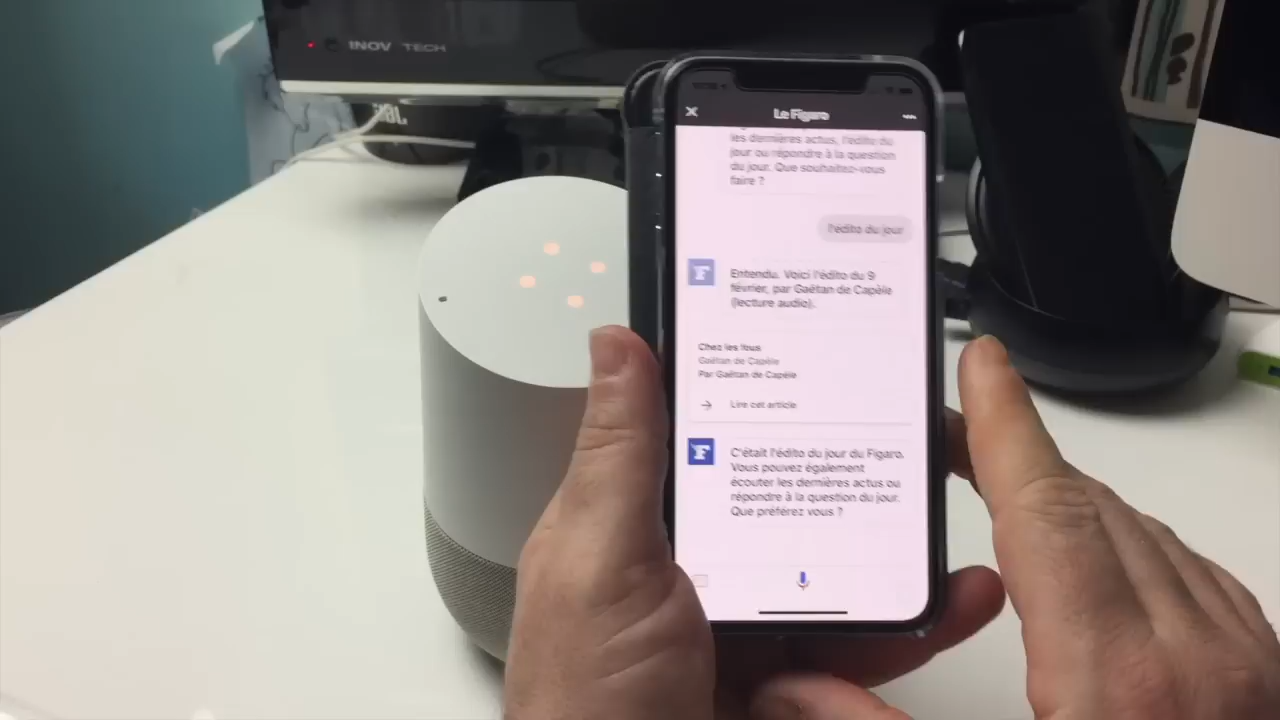 INOV TECH
JBL
Le Figaro
les dernières actus, l'édito du
jour ou répondre à la question
du jour. Que souhaitez-vous
faire ?
l'édito du jour
F
Entendu. Voici l'édito du 9
février, par Gaëtan de Capèle
(lecture audio).
Chez les fous
Gaëtan de Capèle
Par Gaëtan de Capèle
Lire cet article
F
C'était l'édito du jour du Figaro.
Vous pouvez également
écouter les dernières actus ou
répondre à la question du jour.
Que préférez vous ?